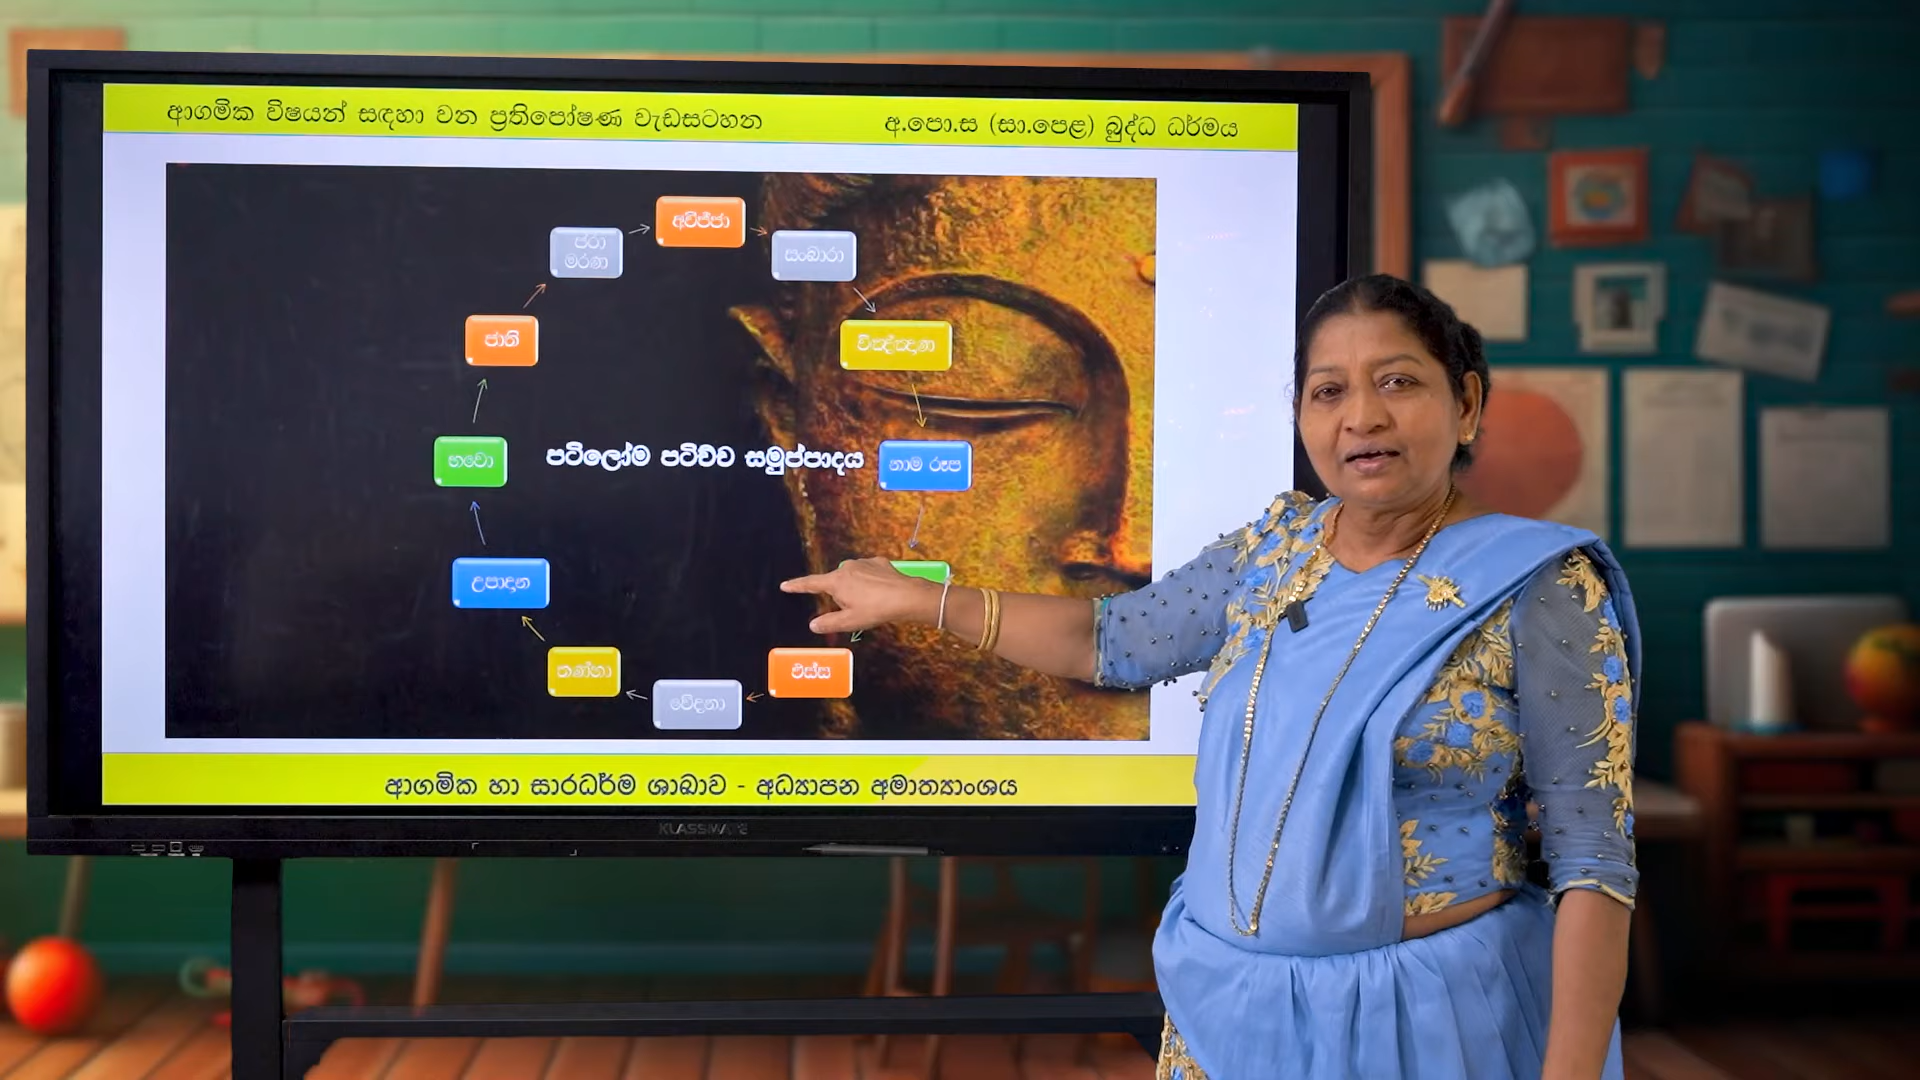 ආගමික විෂයන් සඳහා වන ප්‍රතිපෝෂණ වැඩසටහන
අ.පො.ස (සා.පෙළ) බුද්ධ ධර්මය
අවිජ්ජා
ජරා
මරණ
සංඛාරා
ජාති
විඤ්ඤාණ
භවො
පටිලෝම පටිච්ච සමුප්පාදය
නාම රූප
උපාදාන
තණ්හා
ඵස්ස
වේදනා
ආගමික හා සාරධර්ම ශාඛාව - අධ්‍යාපන අමාත්‍යාංශය
KLASSMATE